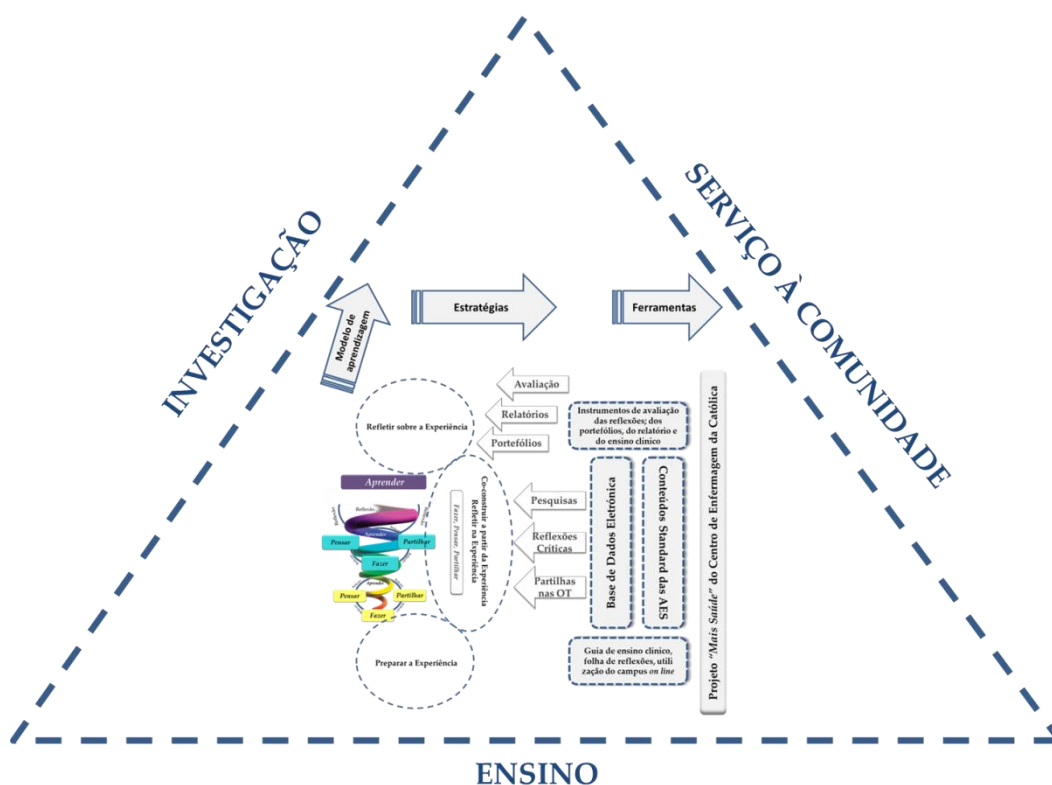 INVESTIGAÇÃO
SERVIÇO À COMUNIDADE
Modelo de
aprendizagem
Estratégias
Ferramentas
Avaliação
Relatórios
Portefólios
Refletir sobre a Experiência
Instrumentos de avaliação
das reflexões; dos
portefólios, do relatório e
do ensino clínico
Aprender
Reflexão
Aprender
Pensar
Partilhar
Fazer
Aprender
Pensar
Partilhar
Fazer
Co-construir a partir da Experiência
Refletir na Experiência
Fazer, Pensar, Partilhar
Pesquisas
Reflexões
Críticas
Partilhas
nas OT
Base de Dados Eletrónica
Conteúdos Standard das AES
Projeto "Mais Saúde" do Centro de Enfermagem da Católica
Preparar a Experiência
Guia de ensino clínico,
folha de reflexões, utili
zação do campus on line
ENSINO